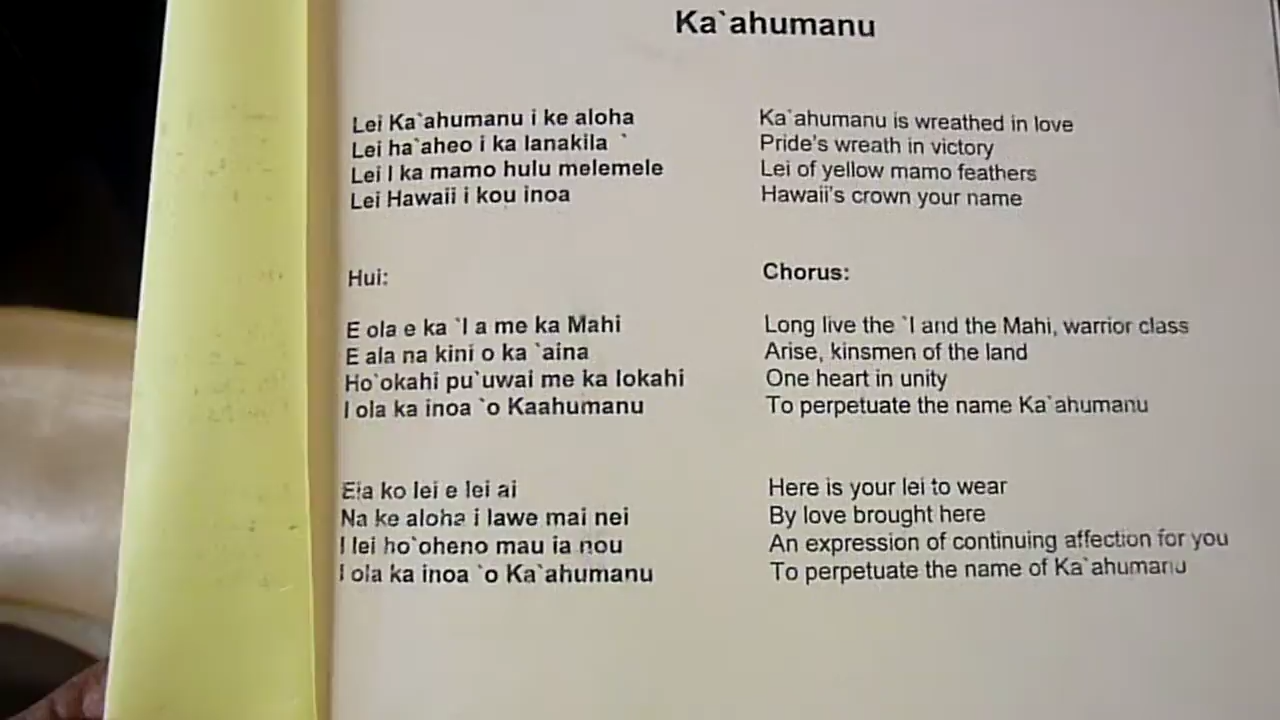 Ka`ahumanu
Lei Ka`ahumanu i ke aloha
Lei ha`aheo i ka lanakila `
Lei I ka mamo hulu melemele
Lei Hawaii i kou inoa
Hui:
E ola e ka `I a me ka Mahi
E ala na kini o ka `aina
Ho`okahi pu`uwai me ka lokahi
I ola ka inoa `o Kaahumanu
Eia ko lei e lei ai
Na ke aloha i lawe mai nei
I lei ho`oheno mau ia nou
I ola ka inoa `o Ka`ahumanu
Ka`ahumanu is wreathed in love
Pride's wreath in victory
Lei of yellow mamo feathers
Hawaii's crown your name
Chorus:
Long live the `I and the Mahi, warrior class
Arise, kinsmen of the land
One heart in unity
To perpetuate the name Ka`ahumanu
Here is your lei to wear
By love brought here
An expression of continuing affection for you
To perpetuate the name of Ka`ahumanu